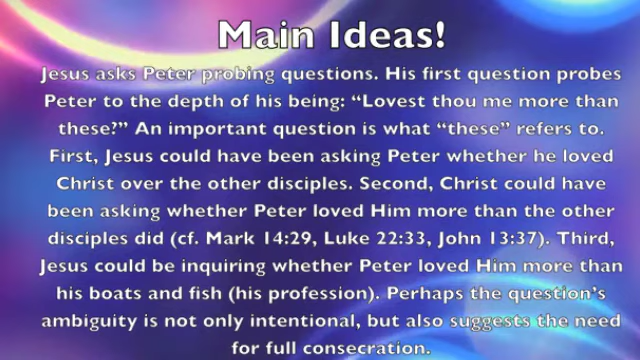 Main Ideas!
Jesus asks Peter probing questions. His first question probes
Peter to the depth of his being: “Lovest thou me more than
these?” An important question is what “these” refers to.
First, Jesus could have been asking Peter whether he loved
Christ over the other disciples. Second, Christ could have
been asking whether Peter loved Him more than the other
disciples did (cf. Mark 14:29, Luke 22:33, John 13:37). Third,
Jesus could be inquiring whether Peter loved Him more than
his boats and fish (his profession). Perhaps the question’s
ambiguity is not only intentional, but also suggests the need
for full consecration.